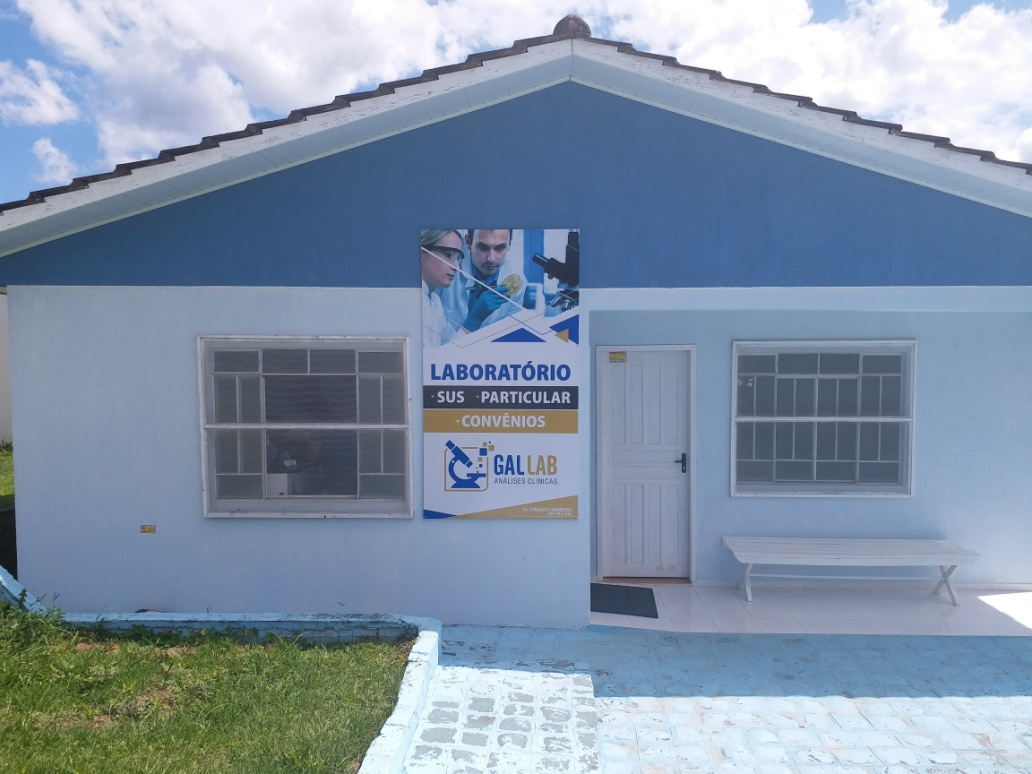 LABORATÓRIO
·SUS ·PARTICULAR
·CONVÊNIOS
GAL LAB
ANÁLISES CLÍNICAS